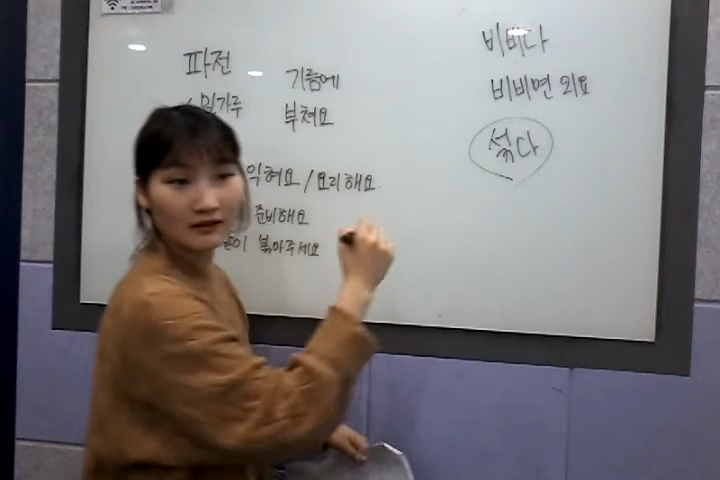 파전
기름에
밀가루
부쳐요
익혀요 / 요리해요.
준비해요
볶아주세요
비비다
비비면 외요
섞다